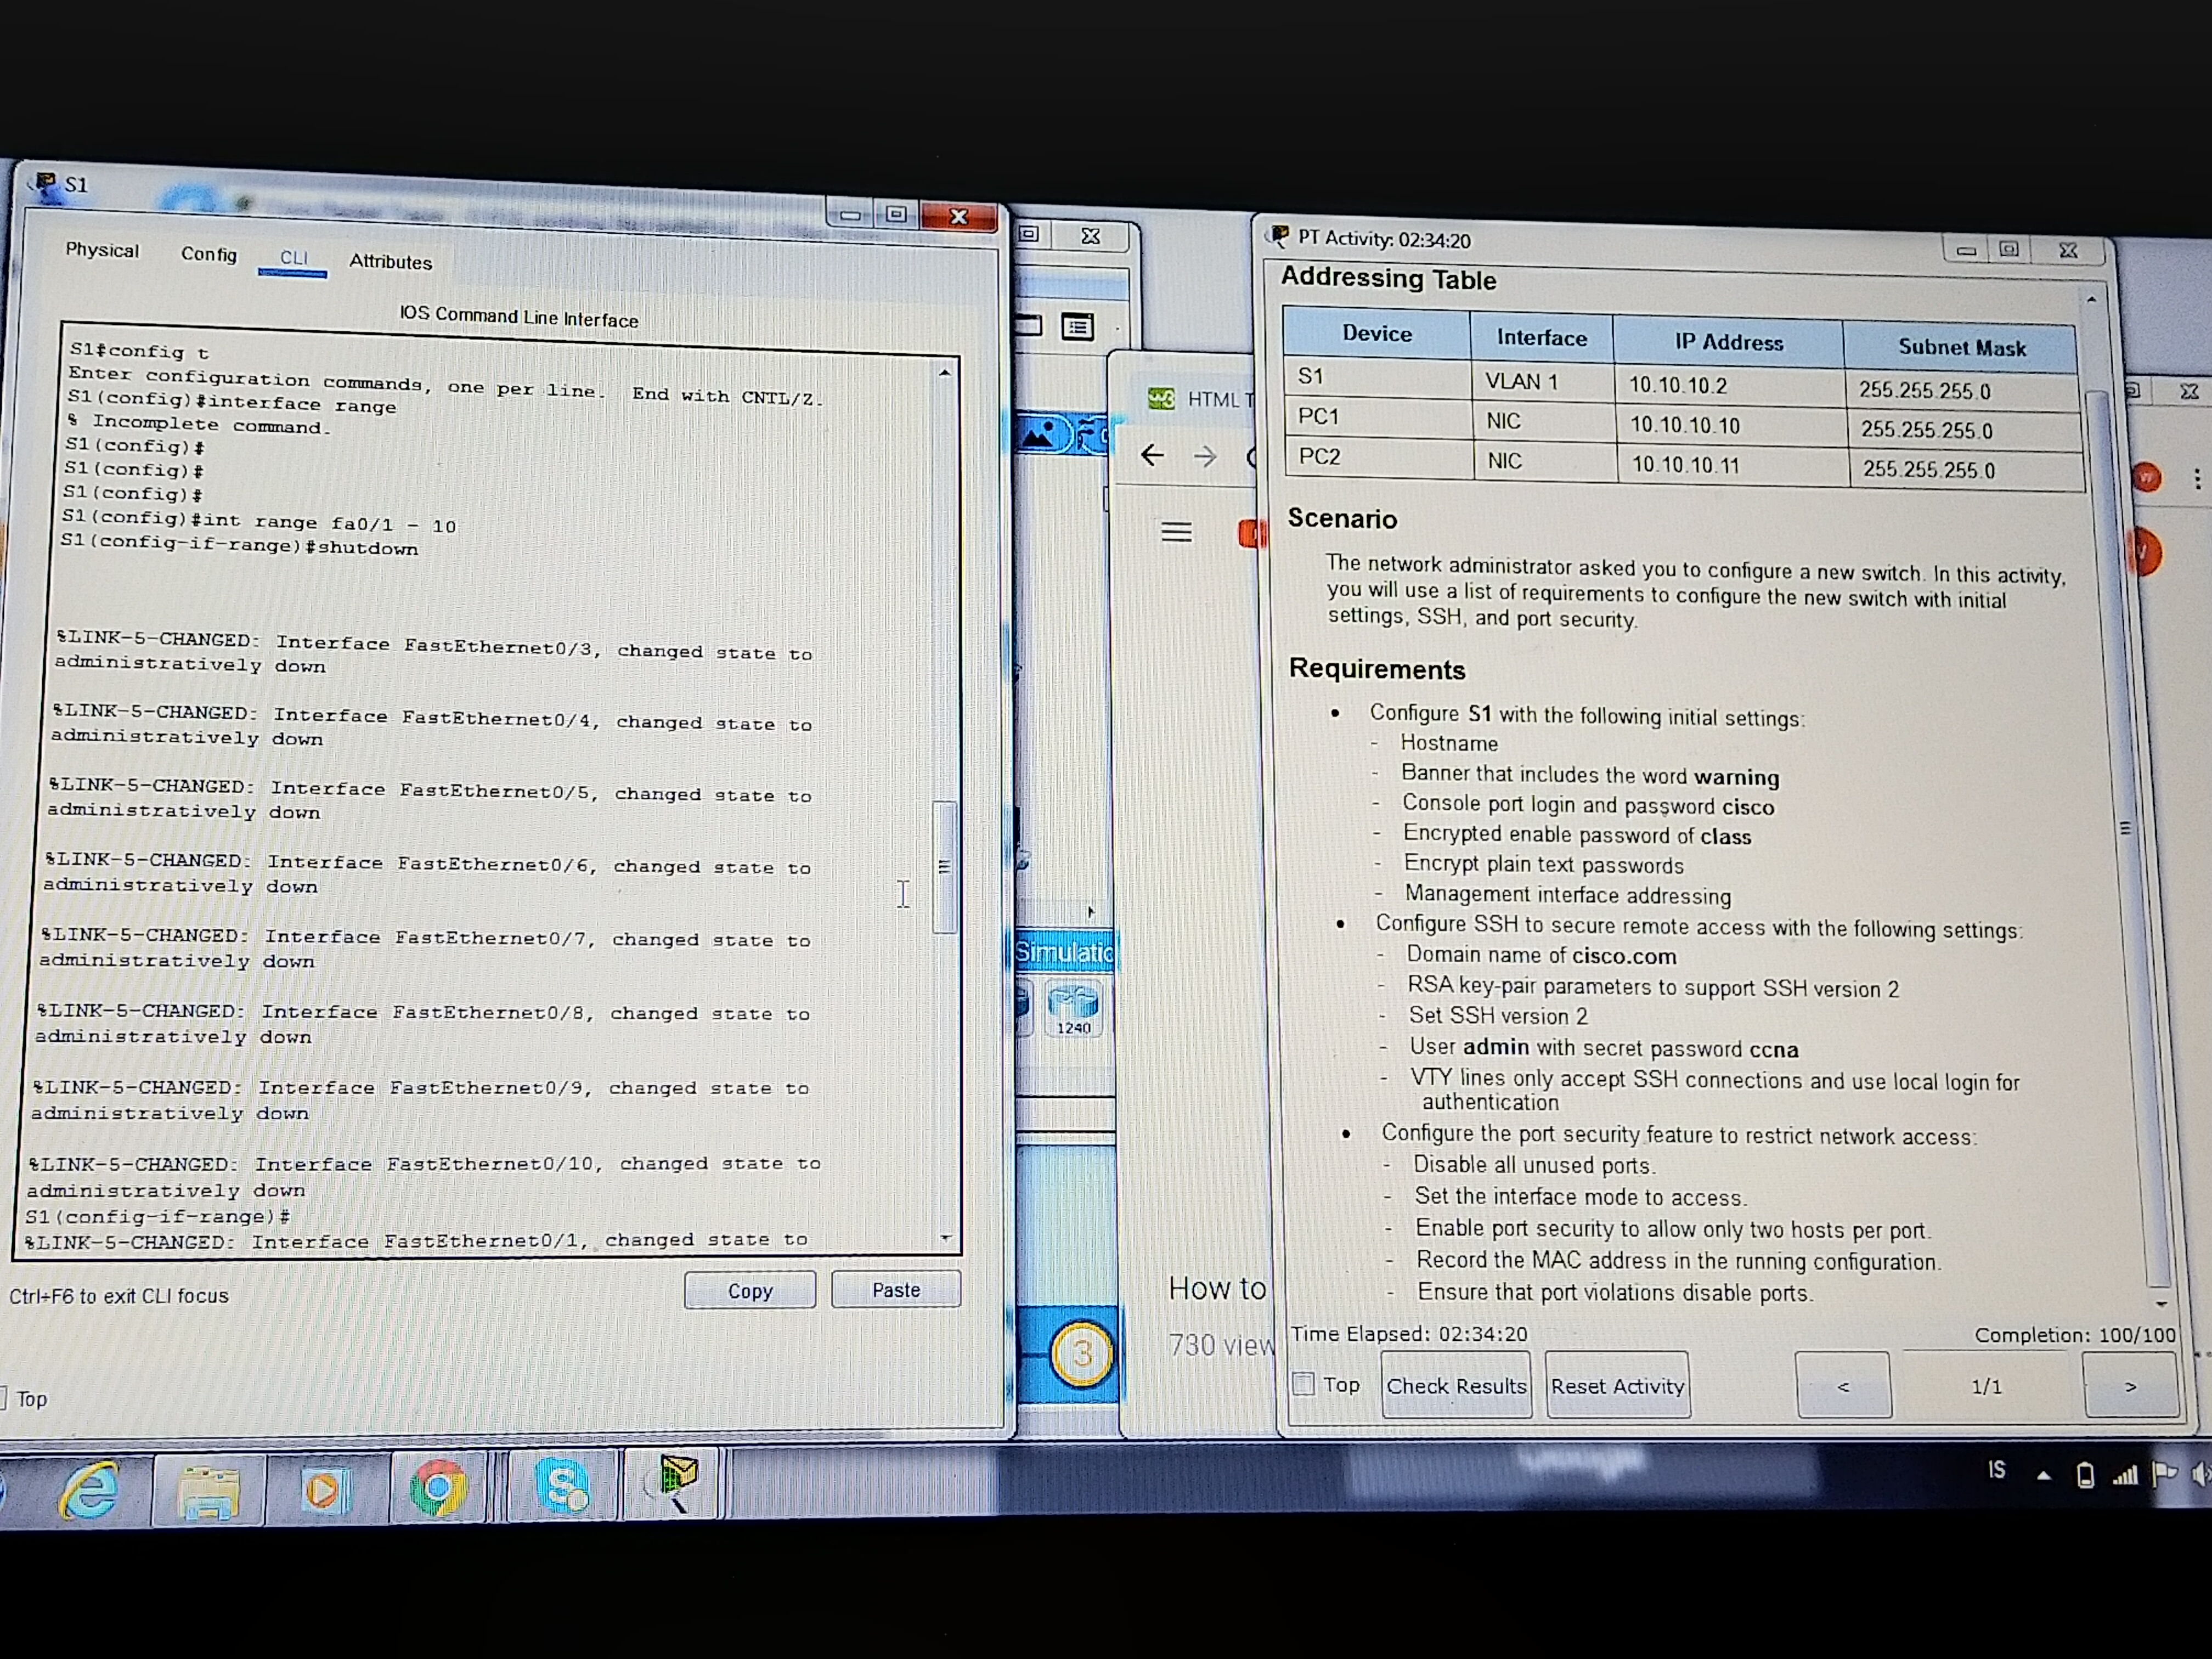 S1
Physical Config CLI Attributes
IOS Command Line Interface
S1#config t
Enter configuration commands, one per line. End with CNTL/Z.
S1(config)#interface range
% Incomplete command.
S1(config)#
S1(config)#
S1(config)#
S1(config)#int range fa0/1 - 10
S1(config-if-range)#shutdown
%LINK-5-CHANGED: Interface FastEthernet0/3, changed state to
administratively down
%LINK-5-CHANGED: Interface FastEthernet0/4, changed state to
administratively down
%LINK-5-CHANGED: Interface FastEthernet0/5, changed state to
administratively down
%LINK-5-CHANGED: Interface FastEthernet0/6, changed state to
administratively down
%LINK-5-CHANGED: Interface FastEthernet0/7, changed state to
administratively down
%LINK-5-CHANGED: Interface FastEthernet0/8, changed state to
administratively down
%LINK-5-CHANGED: Interface FastEthernet0/9, changed state to
administratively down
%LINK-5-CHANGED: Interface FastEthernet0/10, changed state to
administratively down
S1(config-if-range)#
%LINK-5-CHANGED: Interface FastEthernet0/1, changed state to
Ctrl+F6 to exit CLI focus
Copy Paste
Top
HTML T
Simulatio
1240
3
How to
730 view
PT Activity: 02:34:20
Addressing Table
Device Interface IP Address Subnet Mask
S1 VLAN 1 10.10.10.2 255.255.255.0
PC1 NIC 10.10.10.10 255.255.255.0
PC2 NIC 10.10.10.11 255.255.255.0
Scenario
The network administrator asked you to configure a new switch. In this activity,
you will use a list of requirements to configure the new switch with initial
settings, SSH, and port security.
Requirements
• Configure S1 with the following initial settings:
- Hostname
- Banner that includes the word warning
- Console port login and password cisco
- Encrypted enable password of class
- Encrypt plain text passwords
- Management interface addressing
• Configure SSH to secure remote access with the following settings:
- Domain name of cisco.com
- RSA key-pair parameters to support SSH version 2
- Set SSH version 2
- User admin with secret password ccna
- VTY lines only accept SSH connections and use local login for
authentication
• Configure the port security feature to restrict network access:
- Disable all unused ports.
- Set the interface mode to access.
- Enable port security to allow only two hosts per port.
- Record the MAC address in the running configuration.
- Ensure that port violations disable ports.
Time Elapsed: 02:34:20 Completion: 100/100
Top Check Results Reset Activity < 1/1 >
IS